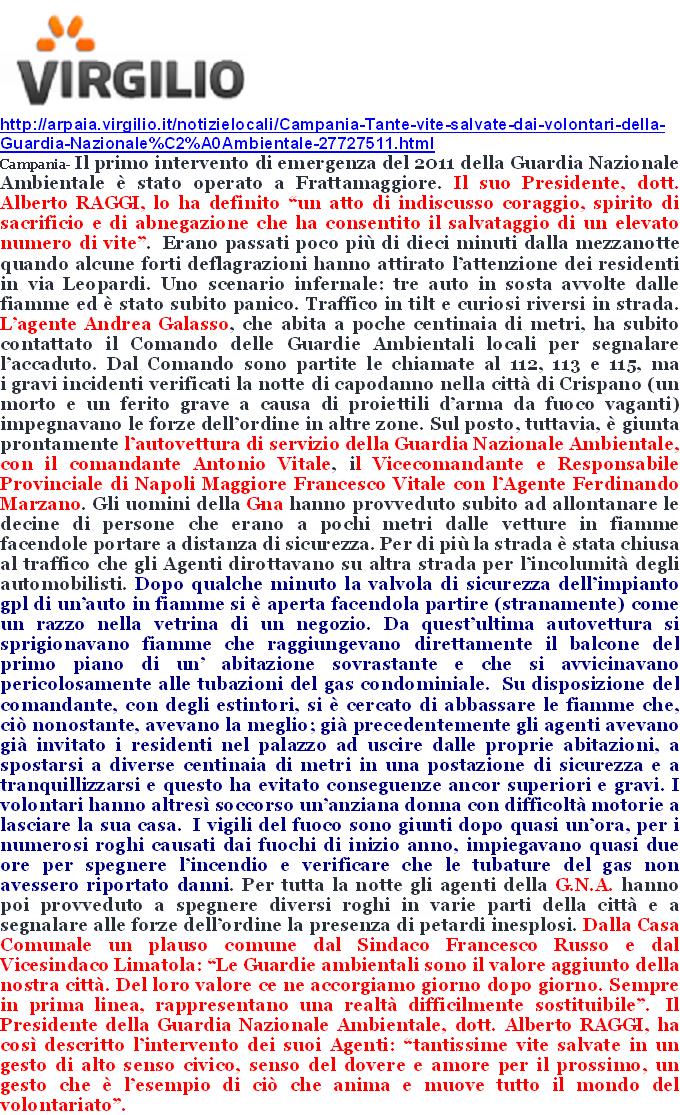 VIRGILIO
http://arpaia.virgilio.it/notizielocali/Campania-Tante-vite-salvate-dai-volontari-della-
Guardia-Nazionale%C2%A0Ambientale-27727511.html
Campania- Il primo intervento di emergenza del 2011 della Guardia Nazionale
Ambientale è stato operato a Frattamaggiore. Il suo Presidente, dott.
Alberto RAGGI, lo ha definito “un atto di indiscusso coraggio, spirito di
sacrificio e di abnegazione che ha consentito il salvataggio di un elevato
numero di vite”. Erano passati poco più di dieci minuti dalla mezzanotte
quando alcune forti deflagrazioni hanno attirato l’attenzione dei residenti
in via Leopardi. Uno scenario infernale: tre auto in sosta avvolte dalle
fiamme ed è stato subito panico. Traffico in tilt e curiosi riversi in strada.
L’agente Andrea Galasso, che abita a poche centinaia di metri, ha subito
contattato il Comando delle Guardie Ambientali locali per segnalare
l’accaduto. Dal Comando sono partite le chiamate al 112, 113 e 115, ma
i gravi incidenti verificati la notte di capodanno nella città di Crispano (un
morto e un ferito grave a causa di proiettili d’arma da fuoco vaganti)
impegnavano le forze dell’ordine in altre zone. Sul posto, tuttavia, è giunta
prontamente l’autovettura di servizio della Guardia Nazionale Ambientale,
con il comandante Antonio Vitale, il Vicecomandante e Responsabile
Provinciale di Napoli Maggiore Francesco Vitale con l’Agente Ferdinando
Marzano. Gli uomini della Gna hanno provveduto subito ad allontanare le
decine di persone che erano a pochi metri dalle vetture in fiamme
facendole portare a distanza di sicurezza. Per di più la strada è stata chiusa
al traffico che gli Agenti dirottavano su altra strada per l’incolumità degli
automobilisti. Dopo qualche minuto la valvola di sicurezza dell’impianto
gpl di un’auto in fiamme si è aperta facendola partire (stranamente) come
un razzo nella vetrina di un negozio. Da quest’ultima autovettura si
sprigionavano fiamme che raggiungevano direttamente il balcone del
primo piano di un’ abitazione sovrastante e che si avvicinavano
pericolosamente alle tubazioni del gas condominiale. Su disposizione del
comandante, con degli estintori, si è cercato di abbassare le fiamme che,
ciò nonostante, avevano la meglio; già precedentemente gli agenti avevano
già invitato i residenti nel palazzo ad uscire dalle proprie abitazioni, a
spostarsi a diverse centinaia di metri in una postazione di sicurezza e a
tranquillizzarsi e questo ha evitato conseguenze ancor superiori e gravi. I
volontari hanno altresì soccorso un’anziana donna con difficoltà motorie a
lasciare la sua casa. I vigili del fuoco sono giunti dopo quasi un’ora, per i
numerosi roghi causati dai fuochi di inizio anno, impiegavano quasi due
ore per spegnere l’incendio e verificare che le tubature del gas non
avessero riportato danni. Per tutta la notte gli agenti della G.N.A. hanno
poi provveduto a spegnere diversi roghi in varie parti della città e a
segnalare alle forze dell’ordine la presenza di petardi inesplosi. Dalla Casa
Comunale un plauso comune dal Sindaco Francesco Russo e dal
Vicesindaco Limatola: “Le Guardie ambientali sono il valore aggiunto della
nostra città. Del loro valore ce ne accorgiamo giorno dopo giorno. Sempre
in prima linea, rappresentano una realtà difficilmente sostituibile”. Il
Presidente della Guardia Nazionale Ambientale, dott. Alberto RAGGI, ha
così descritto l’intervento dei suoi Agenti: “tantissime vite salvate in un
gesto di alto senso civico, senso del dovere e amore per il prossimo, un
gesto che è l’esempio di ciò che anima e muove tutto il mondo del
volontariato”.